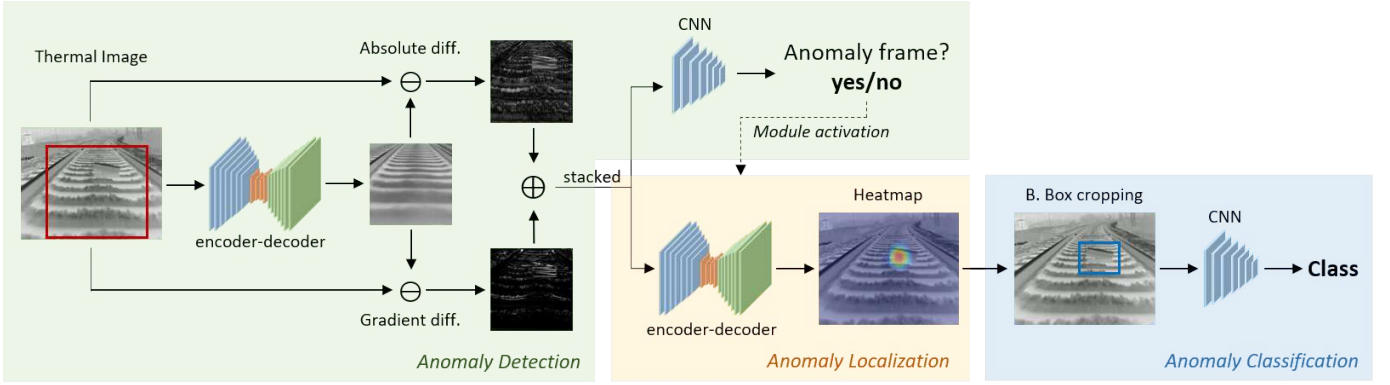 Thermal Image
Absolute diff.
encoder-decoder
Gradient diff.
stacked
CNN
Anomaly frame?
yes/no
Module activation
Anomaly Detection
encoder-decoder
Heatmap
Anomaly Localization
B. Box cropping
CNN
Class
Anomaly Classification